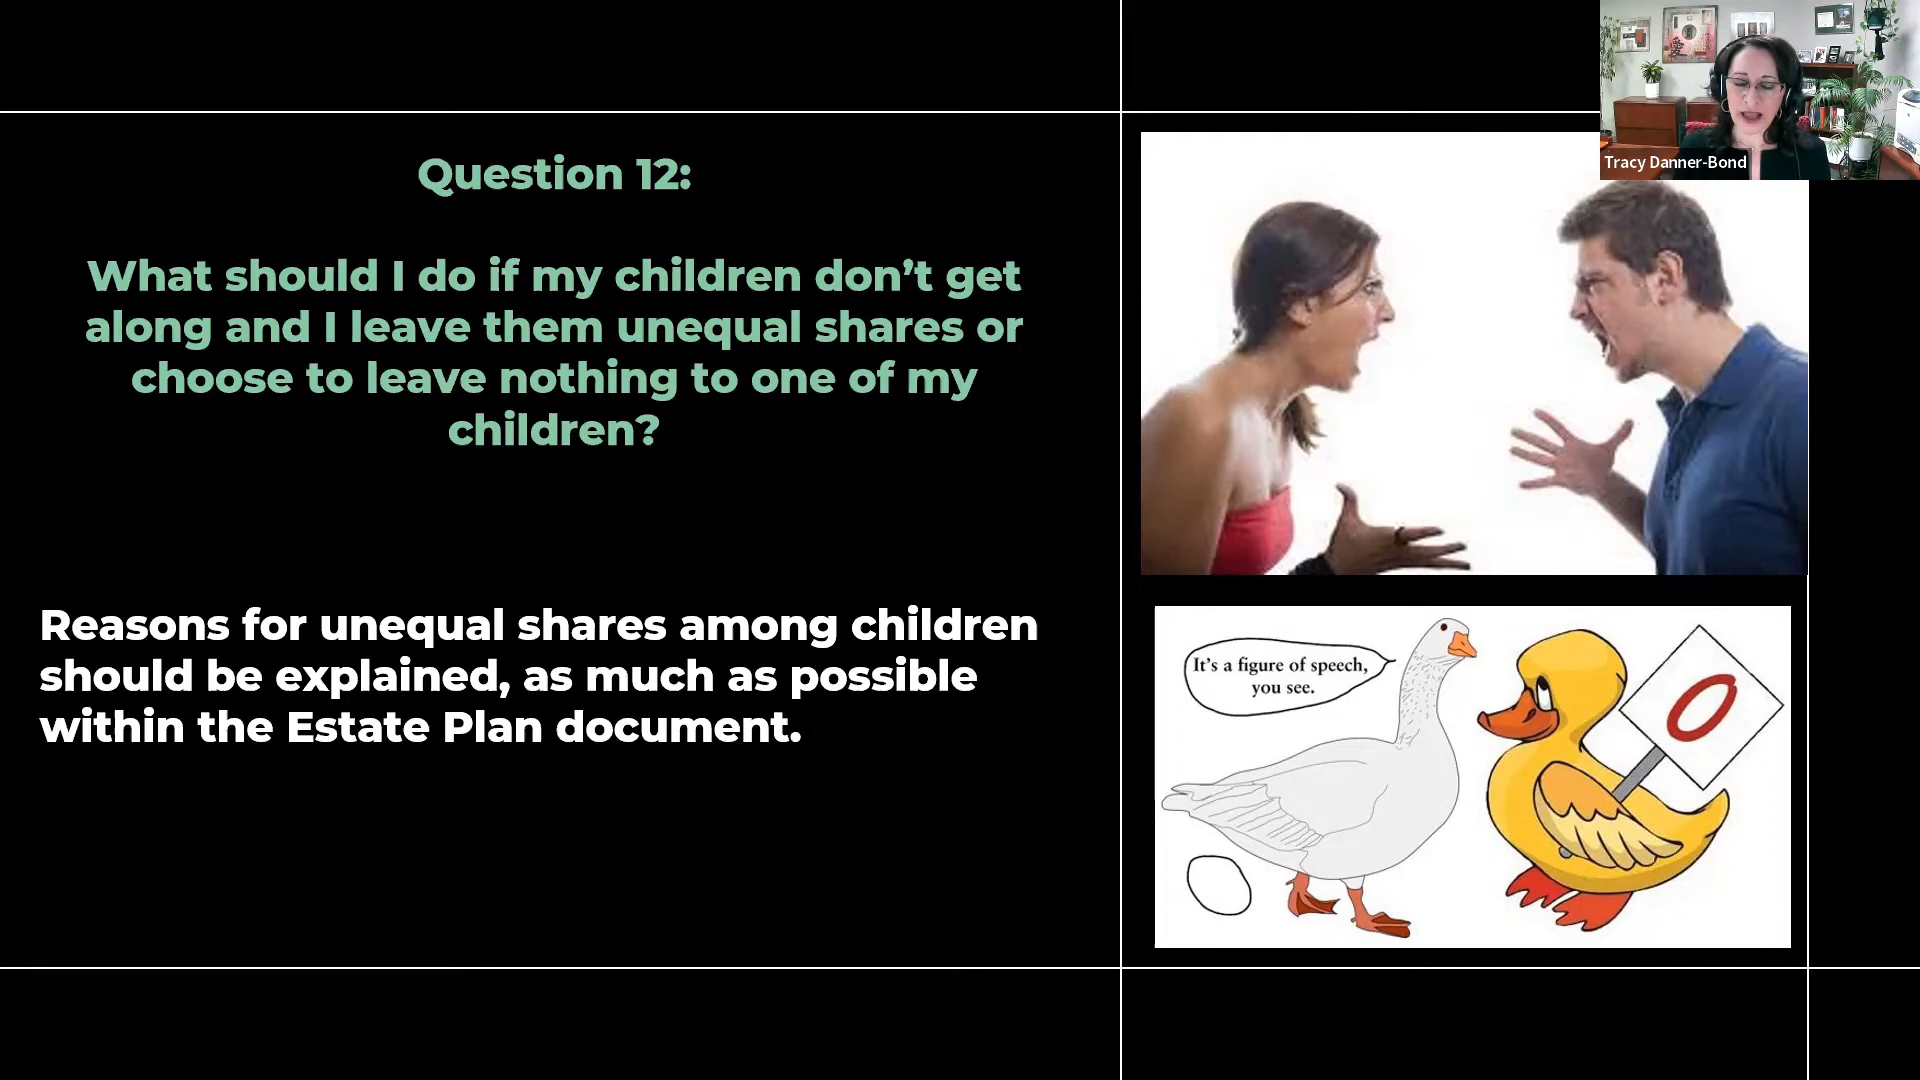 Question 12:
What should I do if my children don’t get
along and I leave them unequal shares or
choose to leave nothing to one of my
children?
Reasons for unequal shares among children
should be explained, as much as possible
within the Estate Plan document.
Tracy Danner-Bond
It's a figure of speech,
you see.
0